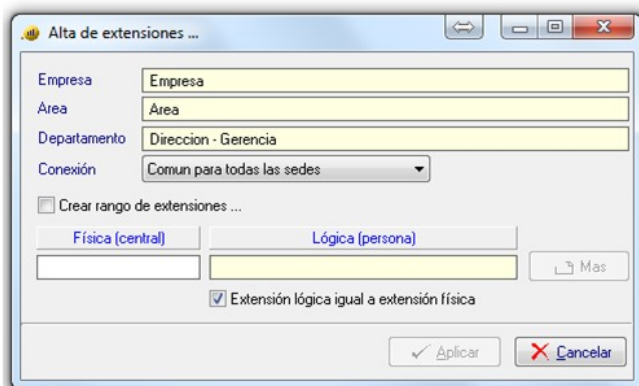 Alta de extensiones ...
Empresa Empresa
Area Area
Departamento Direccion - Gerencia
Conexión Comun para todas las sedes
Crear rango de extensiones ...
Física (central) Lógica (persona)
Mas
Extensión lógica igual a extensión física
Aplicar Cancelar